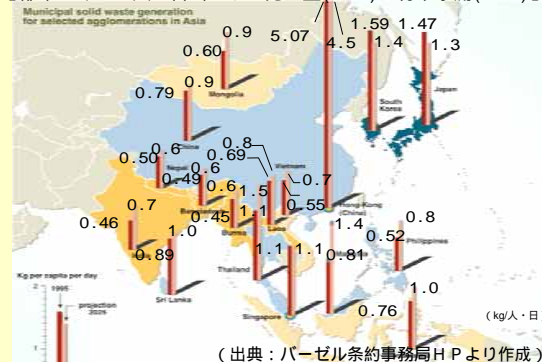 Municipal solid waste generation
for selected agglomerations in Asia
0.9
0.60
5.07
4.5
1.59
1.4
1.47
1.3
Mongolia
South
Korea
Japan
0.79
0.9
China
0.50
0.6
Nepal
0.49
0.6
0.8
0.69
Vietnam
0.7
0.55
Hong-Kong
(China)
0.45
0.6
Burma
1.5
1.1
Laos
0.46
0.7
0.89
1.0
Sri Lanka
Thailand
1.1
1.1
Singapore
1.4
0.81
0.52
0.8
Philippines
0.76
1.0
Kg per capita per day
2
1995
projection
2025
1
(kg/人・日
(出典：バーゼル条約事務局ＨＰより作成)